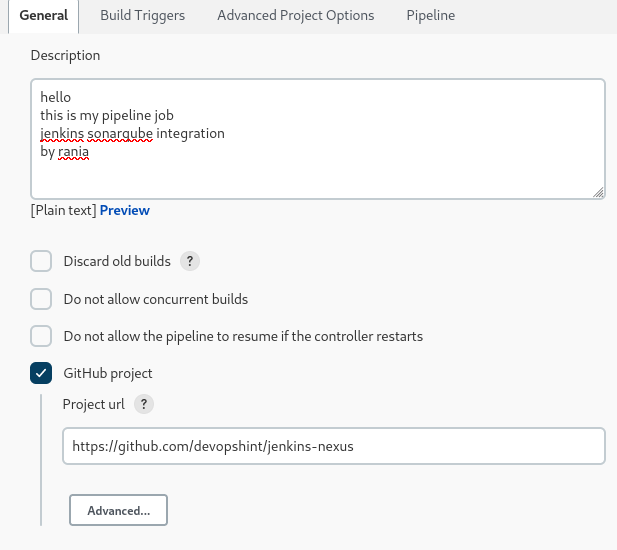 General Build Triggers Advanced Project Options Pipeline
Description
hello
this is my pipeline job
jenkins sonarqube integration
by rania
[Plain text] Preview
Discard old builds ?
Do not allow concurrent builds
Do not allow the pipeline to resume if the controller restarts
GitHub project
Project url ?
https://github.com/devopshint/jenkins-nexus
Advanced...